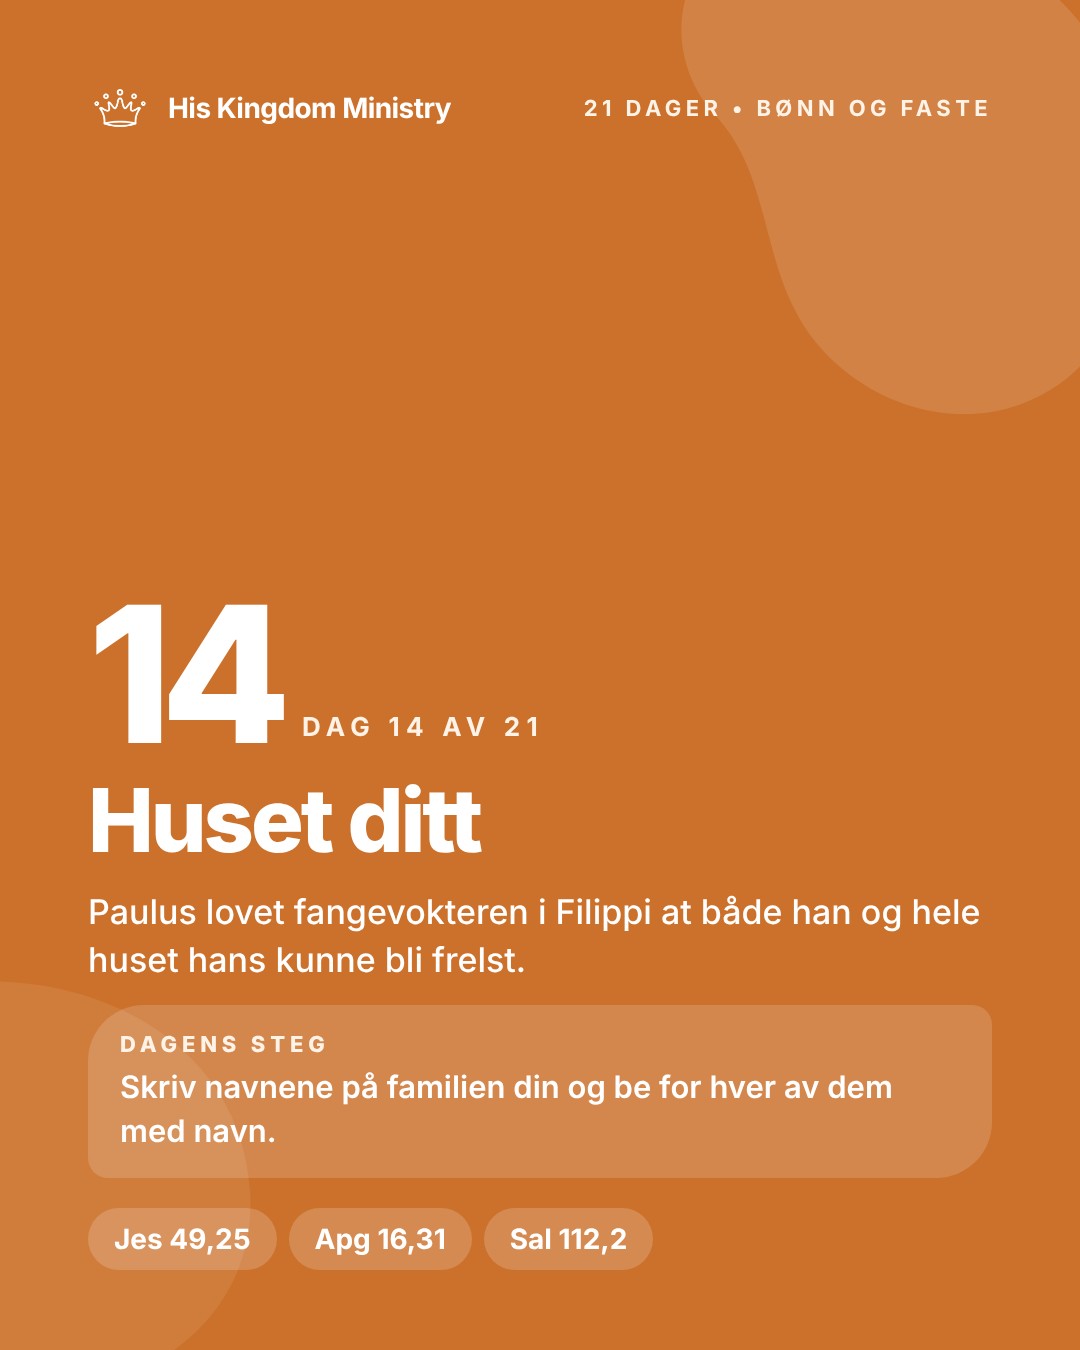 His Kingdom Ministry
21 DAGER • BØNN OG FASTE
14 DAG 14 AV 21
Huset ditt
Paulus lovet fangevokteren i Filippi at både han og hele
huset hans kunne bli frelst.
DAGENS STEG
Skriv navnene på familien din og be for hver av dem
med navn.
Jes 49,25 Apg 16,31 Sal 112,2